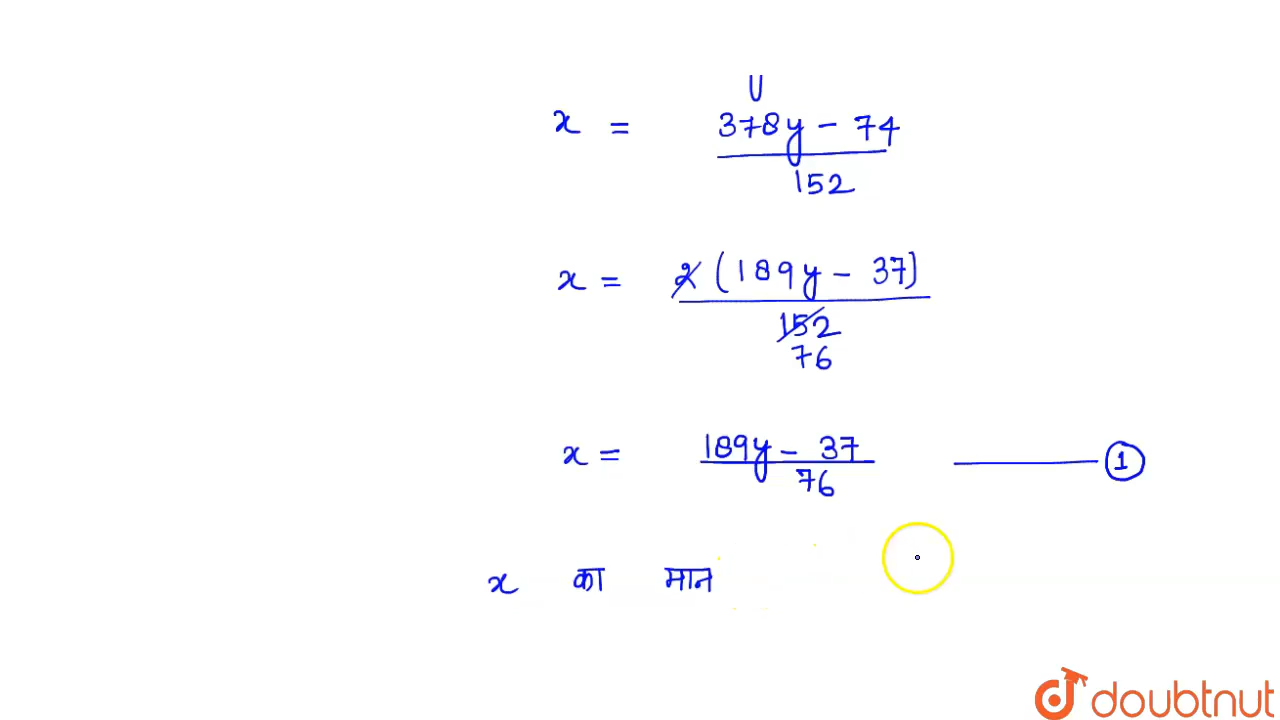 x = 378y - 74
152
x = 2 (189y - 37)
152
76
x = 189y - 37 ——— 1
76
x का मान
doubtnut